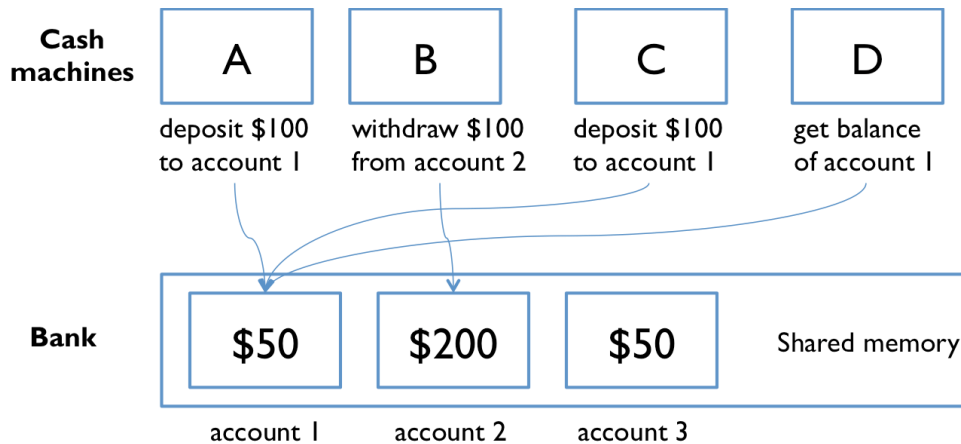 Cash
machines
A
B
C
D
deposit $100
to account 1
withdraw $100
from account 2
deposit $100
to account 1
get balance
of account 1
Bank
$50
$200
$50
Shared memory
account 1
account 2
account 3